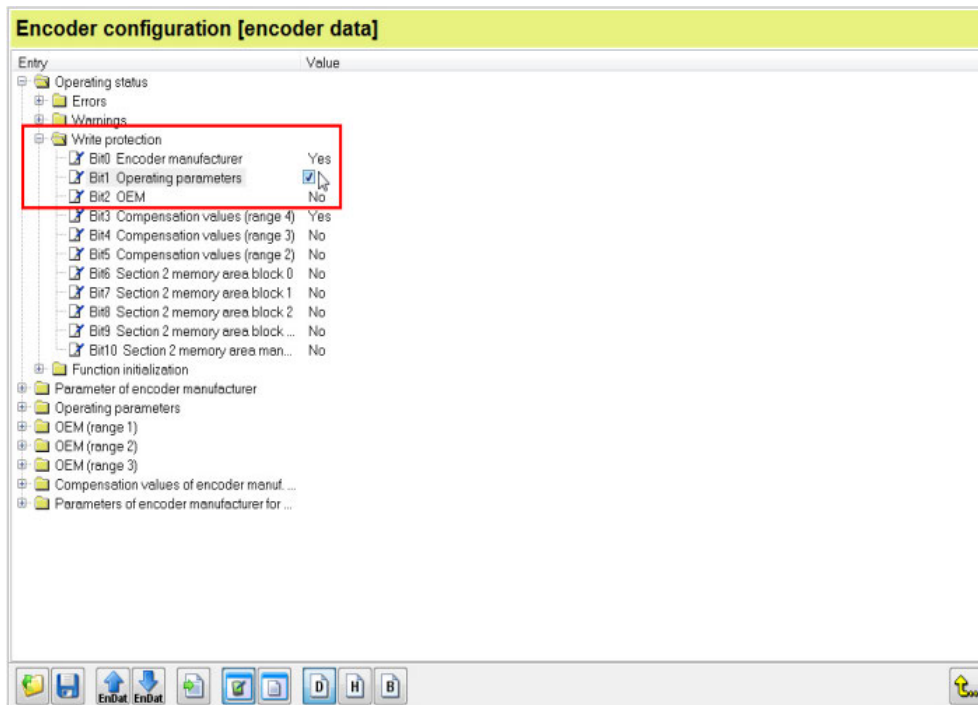 Encoder configuration [encoder data]
Entry Value
Operating status
Errors
Warnings
Write protection
Bit0 Encoder manufacturer Yes
Bit1 Operating parameters
Bit2 OEM No
Bit3 Compensation values (range 4) Yes
Bit4 Compensation values (range 3) No
Bit5 Compensation values (range 2) No
Bit6 Section 2 memory area block 0 No
Bit7 Section 2 memory area block 1 No
Bit8 Section 2 memory area block 2 No
Bit9 Section 2 memory area block ... No
Bit10 Section 2 memory area man... No
Function initialization
Parameter of encoder manufacturer
Operating parameters
OEM (range 1)
OEM (range 2)
OEM (range 3)
Compensation values of encoder manuf. ...
Parameters of encoder manufacturer for ...
EnDat EnDat D H B